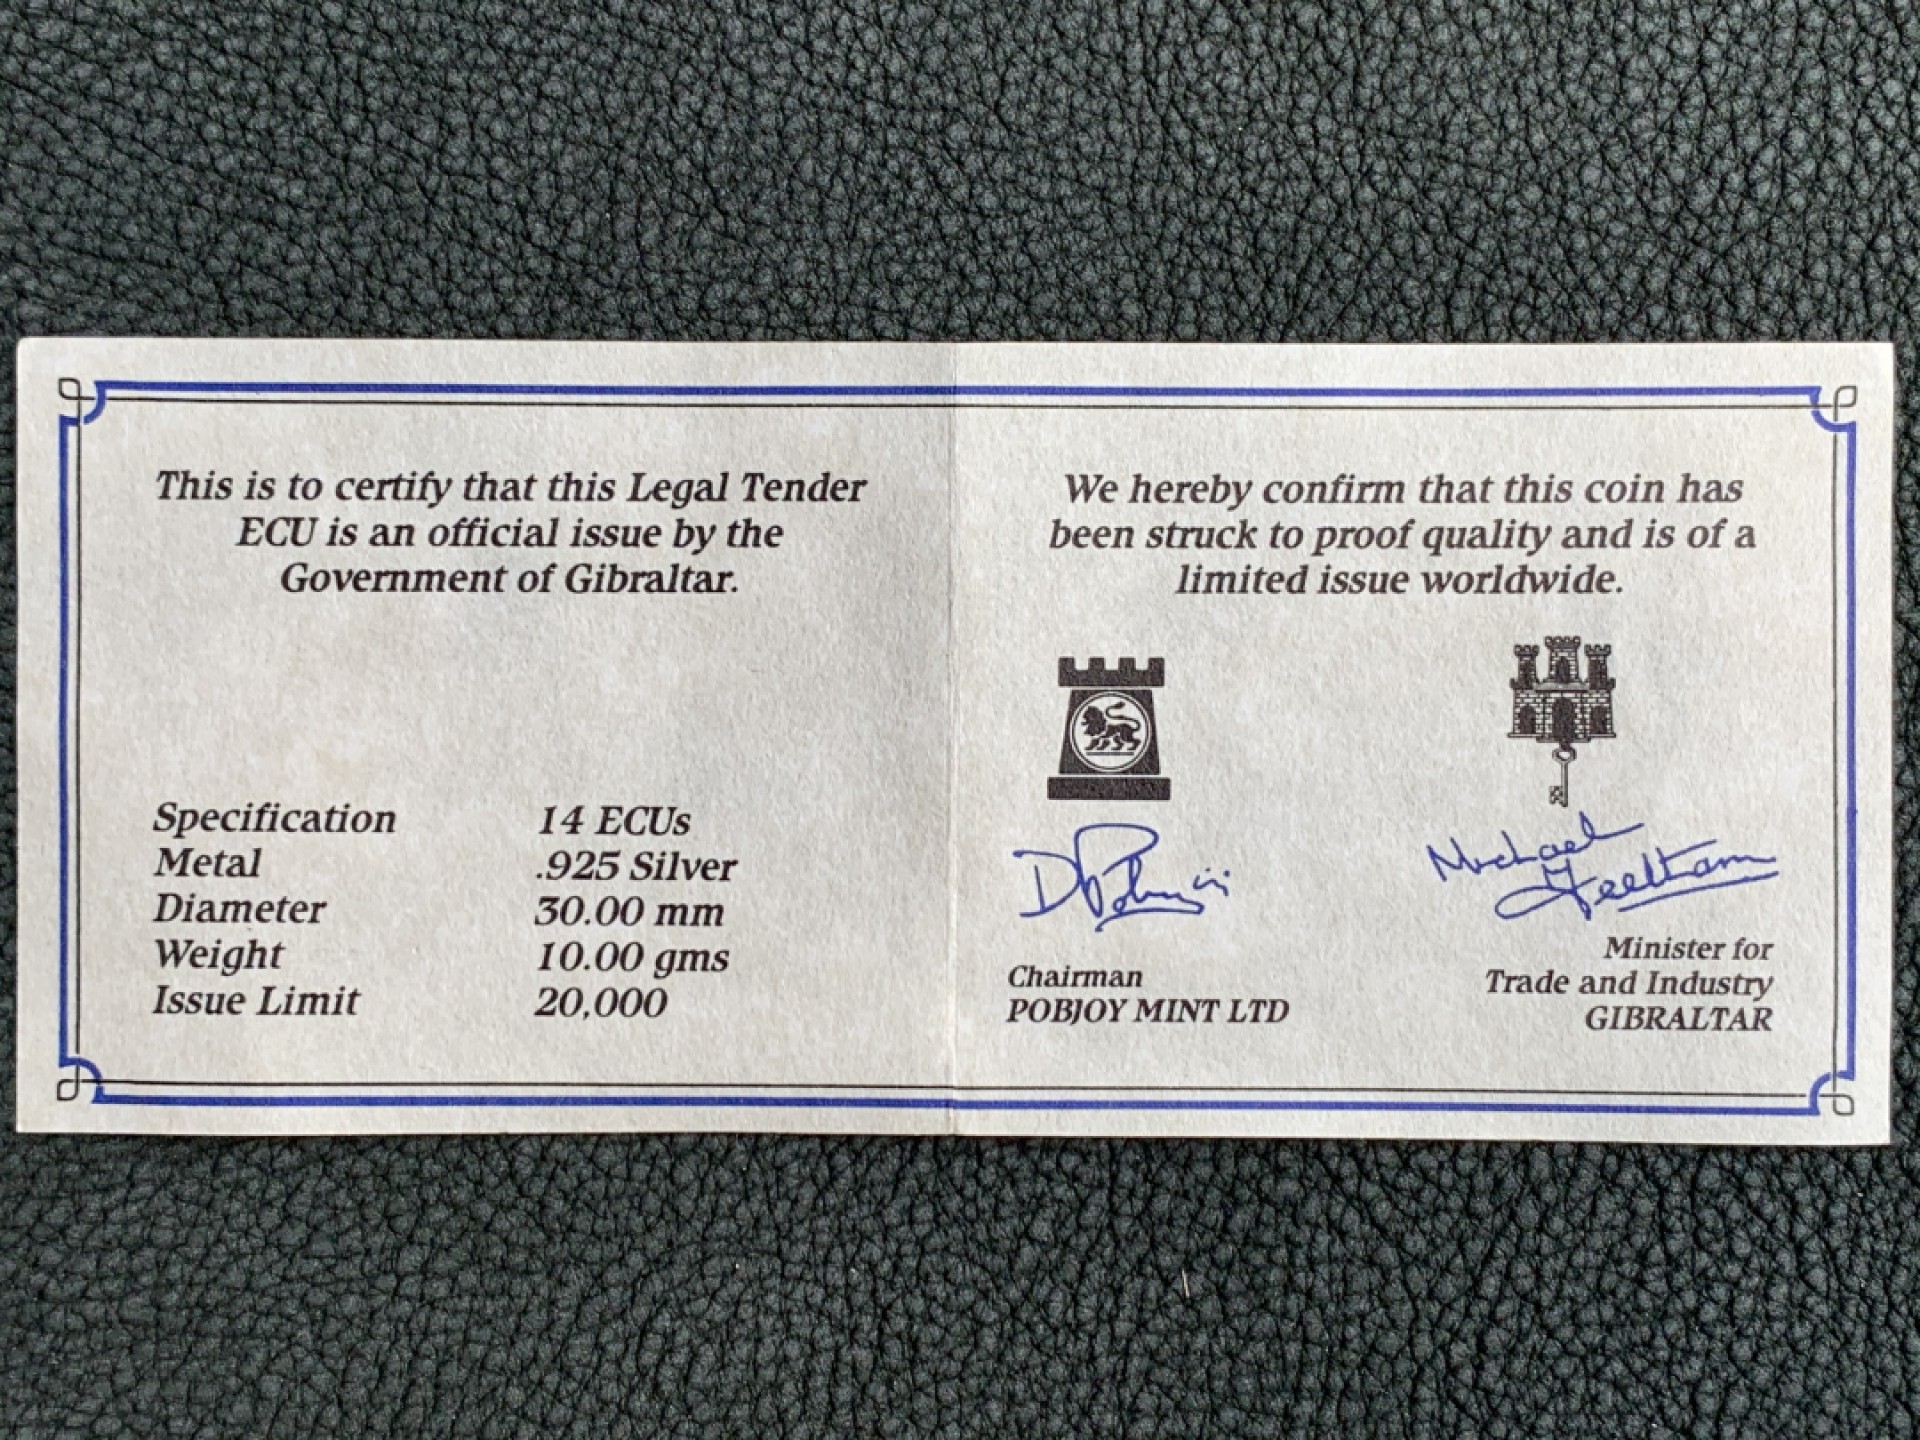 This is to certify that this Legal Tender
ECU is an official issue by the
Government of Gibraltar.
Specification 14 ECUs
Metal .925 Silver
Diameter 30.00 mm
Weight 10.00 gms
Issue Limit 20,000
We hereby confirm that this coin has
been struck to proof quality and is of a
limited issue worldwide.
Chairman
POBJOY MINT LTD
Michael
Feetham
Minister for
Trade and Industry
GIBRALTAR